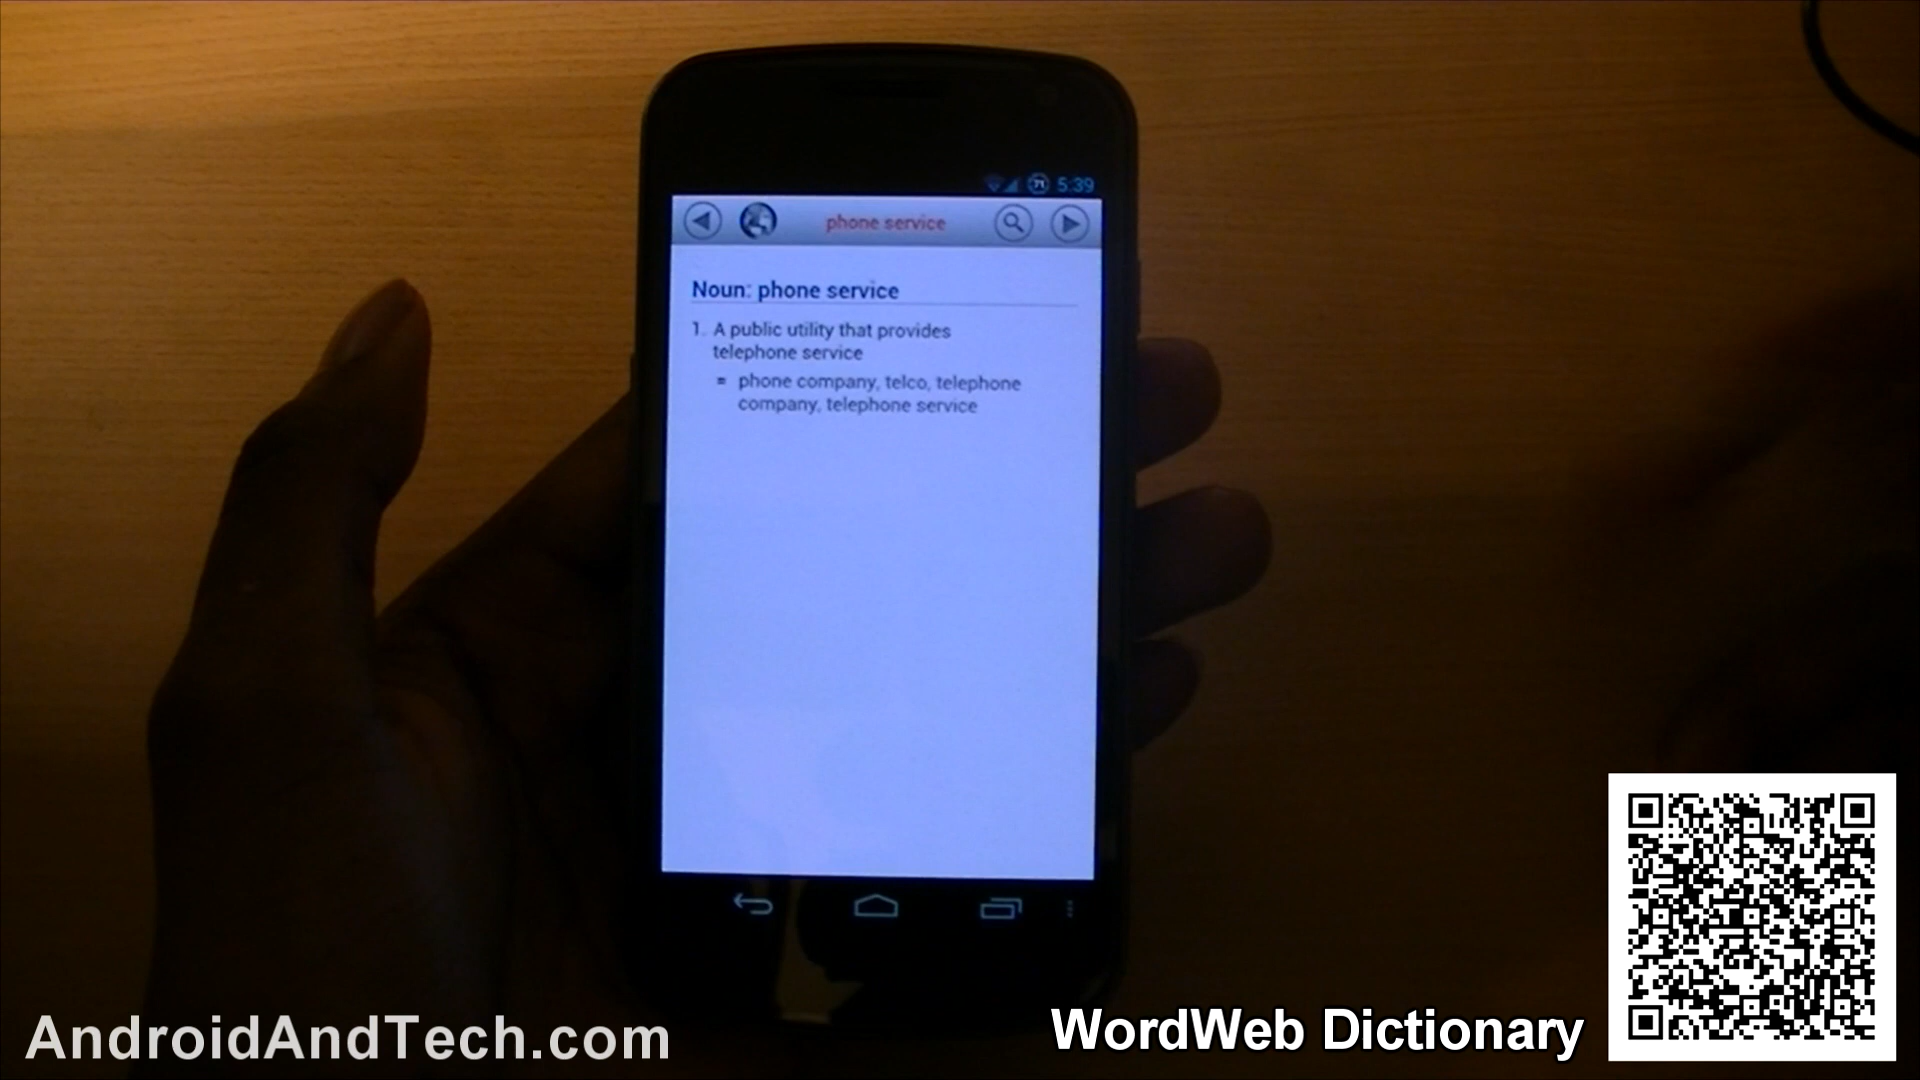 71 5:39
phone service
Noun: phone service
1. A public utility that provides
telephone service
= phone company, telco, telephone
company, telephone service
AndroidAndTech.com
WordWeb Dictionary